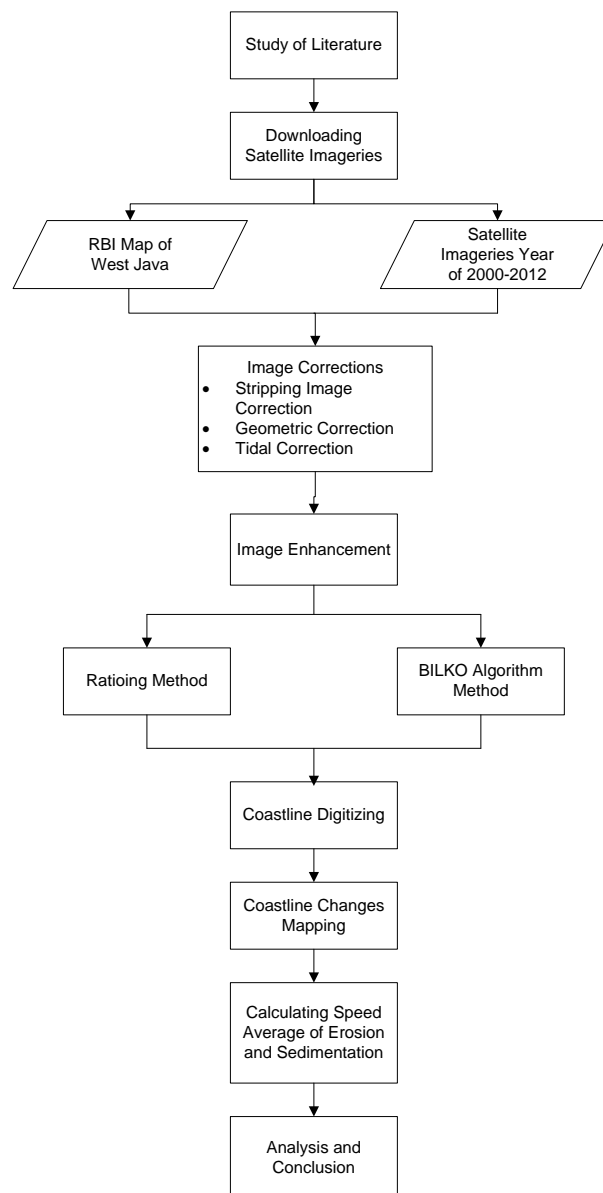 Study of Literature
Downloading
Satellite Imageries
RBI Map of
West Java
Satellite
Imageries Year
of 2000-2012
Image Corrections
• Stripping Image
Correction
• Geometric Correction
• Tidal Correction
Image Enhancement
Ratioing Method
BILKO Algorithm
Method
Coastline Digitizing
Coastline Changes
Mapping
Calculating Speed
Average of Erosion
and Sedimentation
Analysis and
Conclusion